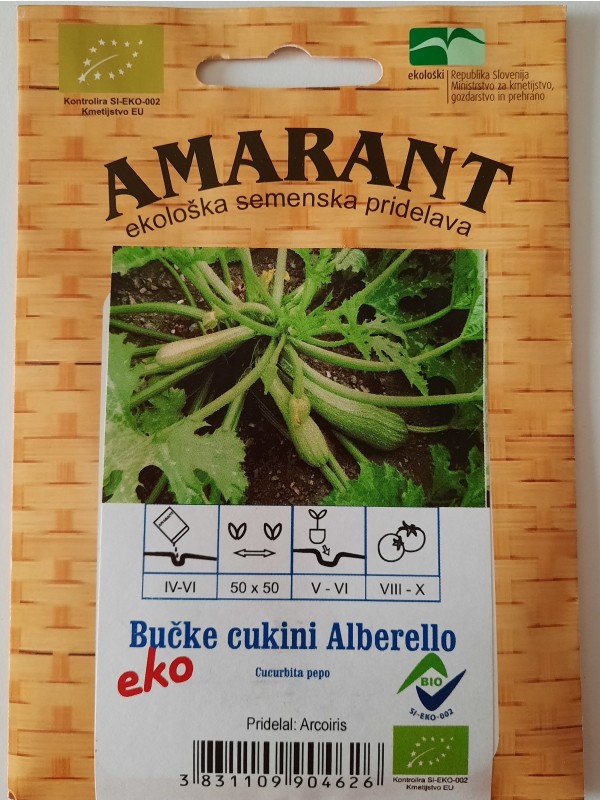 Kontrolira SI-EKO-002
Kmetijstvo EU
ekološki
Republika Slovenija
Ministrstvo za kmetijstvo,
gozdarstvo in prehrano
AMARANT
ekološka semenska pridelava
IV-VI
50 x 50
V - VI
VIII - X
Bučke cukini Alberello
eko
Cucurbita pepo
BIO
SI-EKO-002
Pridelal: Arcoiris
3 831109 904626
Kontrolira SI-EKO-002
Kmetijstvo EU